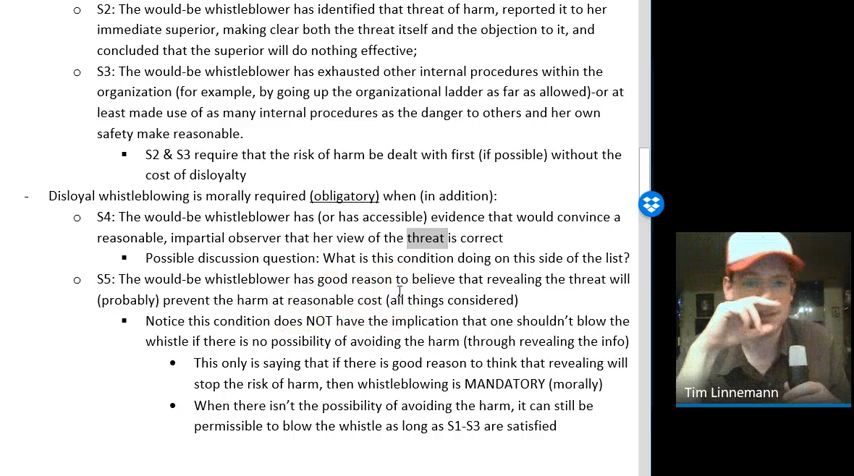 ○ S2: The would-be whistleblower has identified that threat of harm, reported it to her
immediate superior, making clear both the threat itself and the objection to it, and
concluded that the superior will do nothing effective;
○ S3: The would-be whistleblower has exhausted other internal procedures within the
organization (for example, by going up the organizational ladder as far as allowed)-or at
least made use of as many internal procedures as the danger to others and her own
safety make reasonable.
▪ S2 & S3 require that the risk of harm be dealt with first (if possible) without the
cost of disloyalty
- Disloyal whistleblowing is morally required (obligatory) when (in addition):
○ S4: The would-be whistleblower has (or has accessible) evidence that would convince a
reasonable, impartial observer that her view of the threat is correct
▪ Possible discussion question: What is this condition doing on this side of the list?
○ S5: The would-be whistleblower has good reason to believe that revealing the threat will
(probably) prevent the harm at reasonable cost (all things considered)
▪ Notice this condition does NOT have the implication that one shouldn't blow the
whistle if there is no possibility of avoiding the harm (through revealing the info)
• This only is saying that if there is good reason to think that revealing will
stop the risk of harm, then whistleblowing is MANDATORY (morally)
• When there isn't the possibility of avoiding the harm, it can still be
permissible to blow the whistle as long as S1-S3 are satisfied
Tim Linnemann